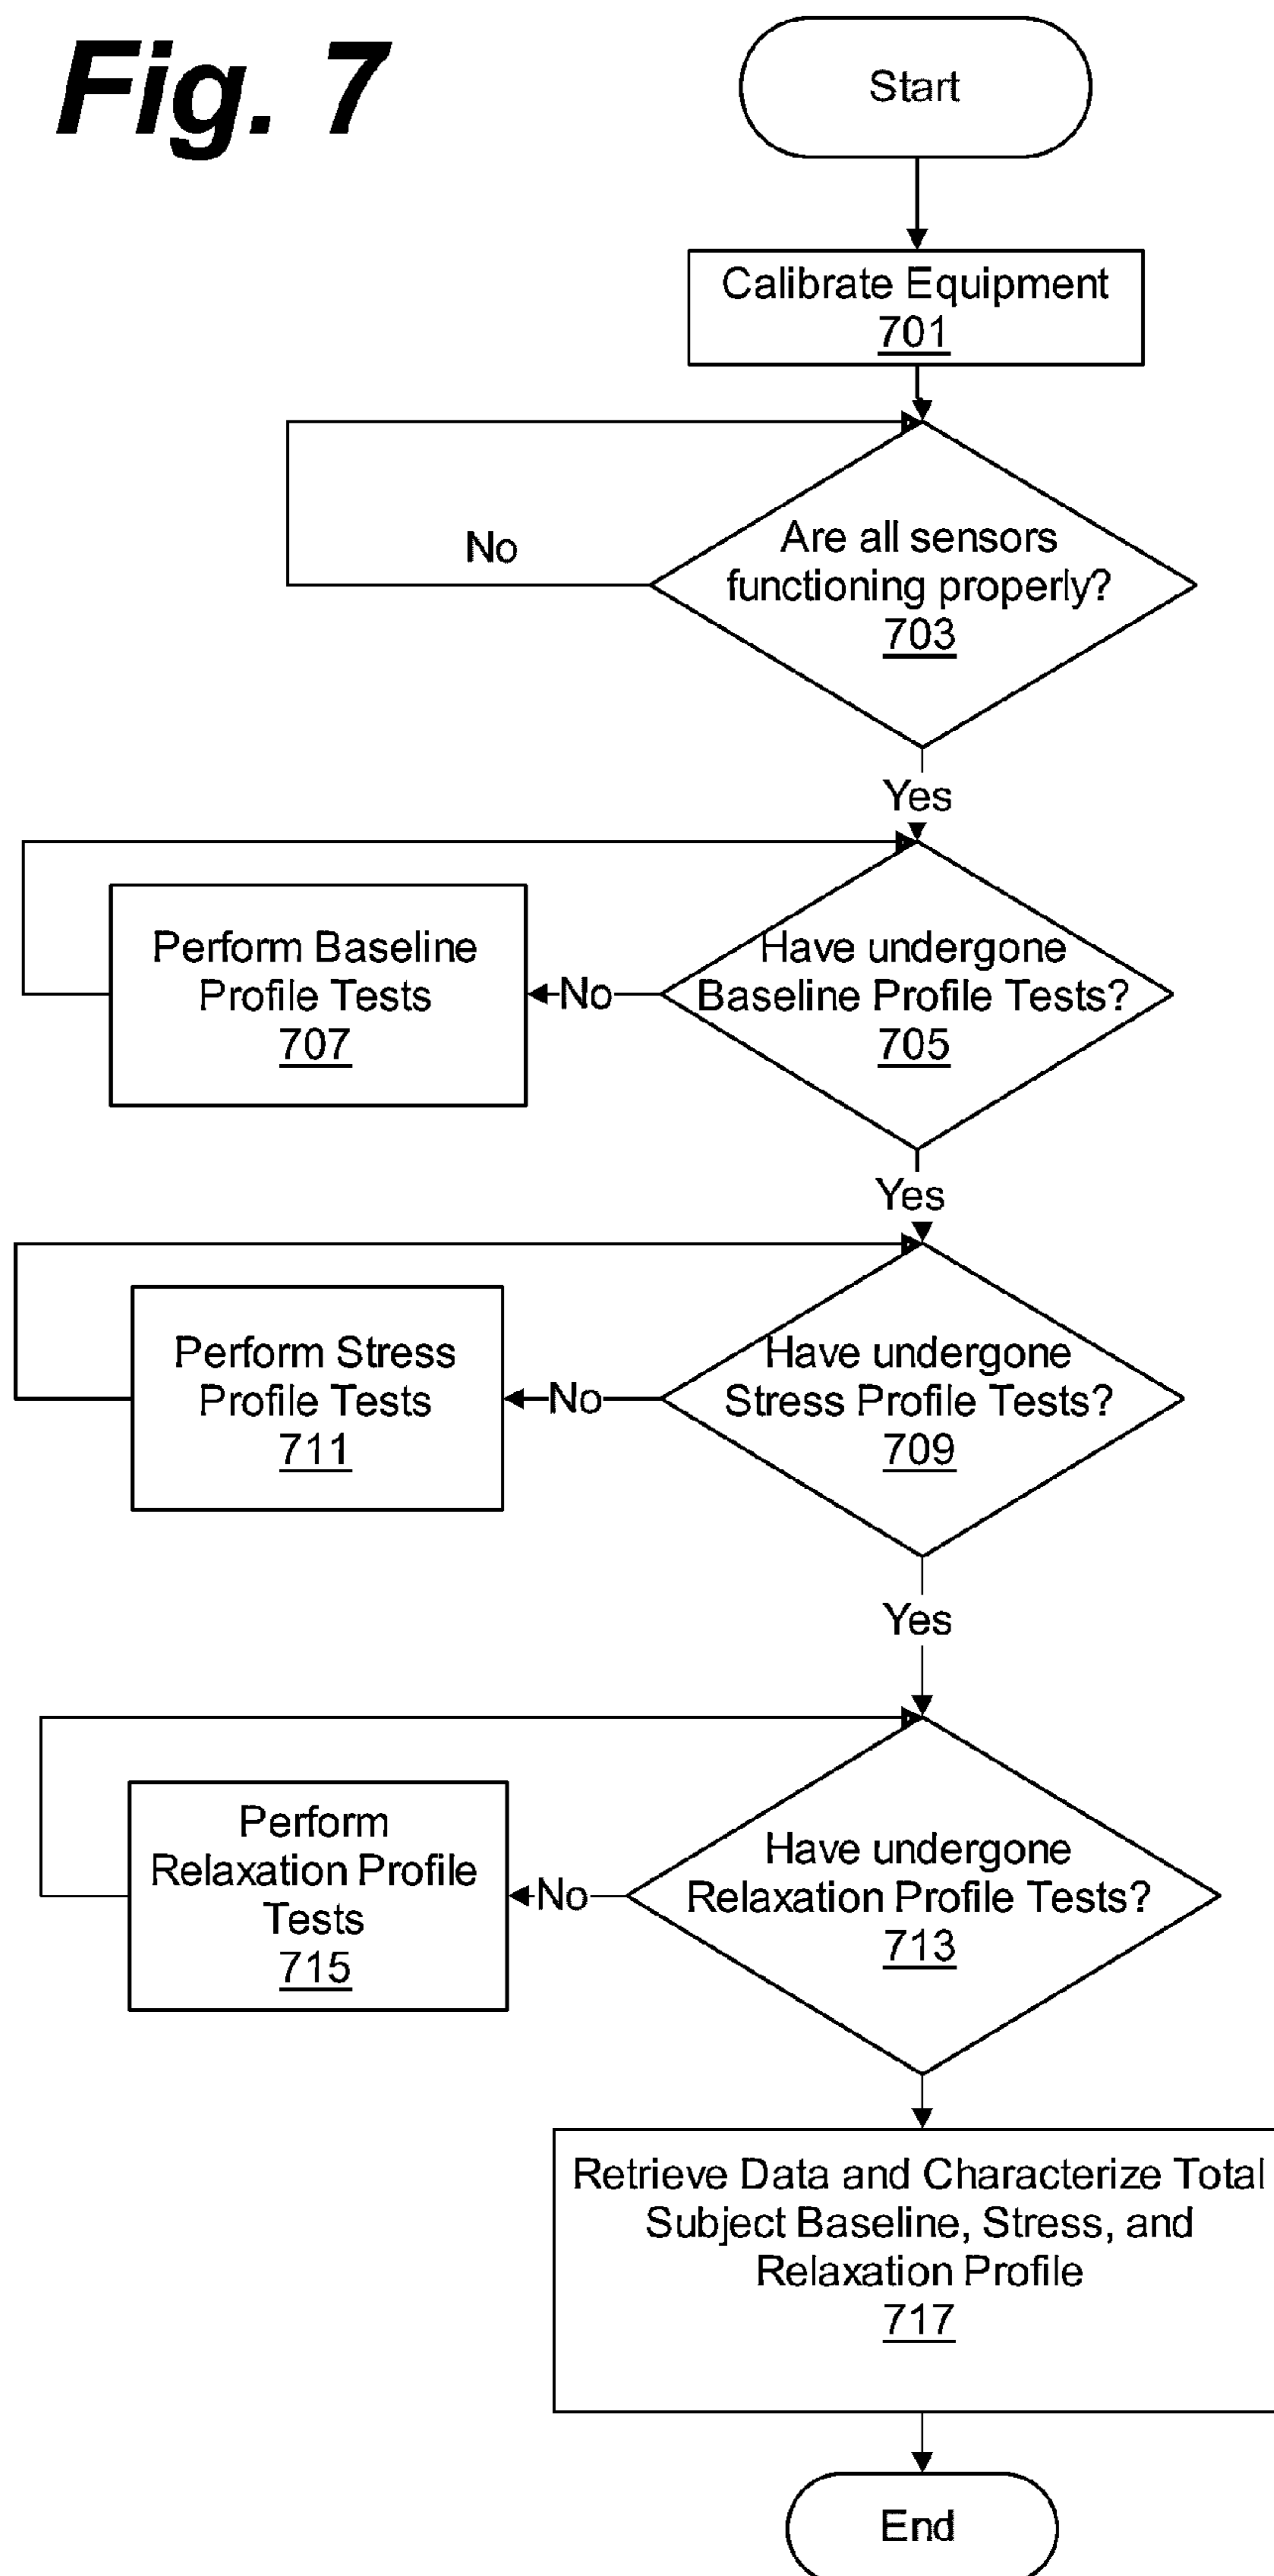 Fig. 7
Start
Calibrate Equipment
701
No
Are all sensors
functioning properly?
703
Yes
Perform Baseline
Profile Tests
707
No
Have undergone
Baseline Profile Tests?
705
Yes
Perform Stress
Profile Tests
711
No
Have undergone
Stress Profile Tests?
709
Yes
Perform
Relaxation Profile
Tests
715
No
Have undergone
Relaxation Profile Tests?
713
Retrieve Data and Characterize Total
Subject Baseline, Stress, and
Relaxation Profile
717
End